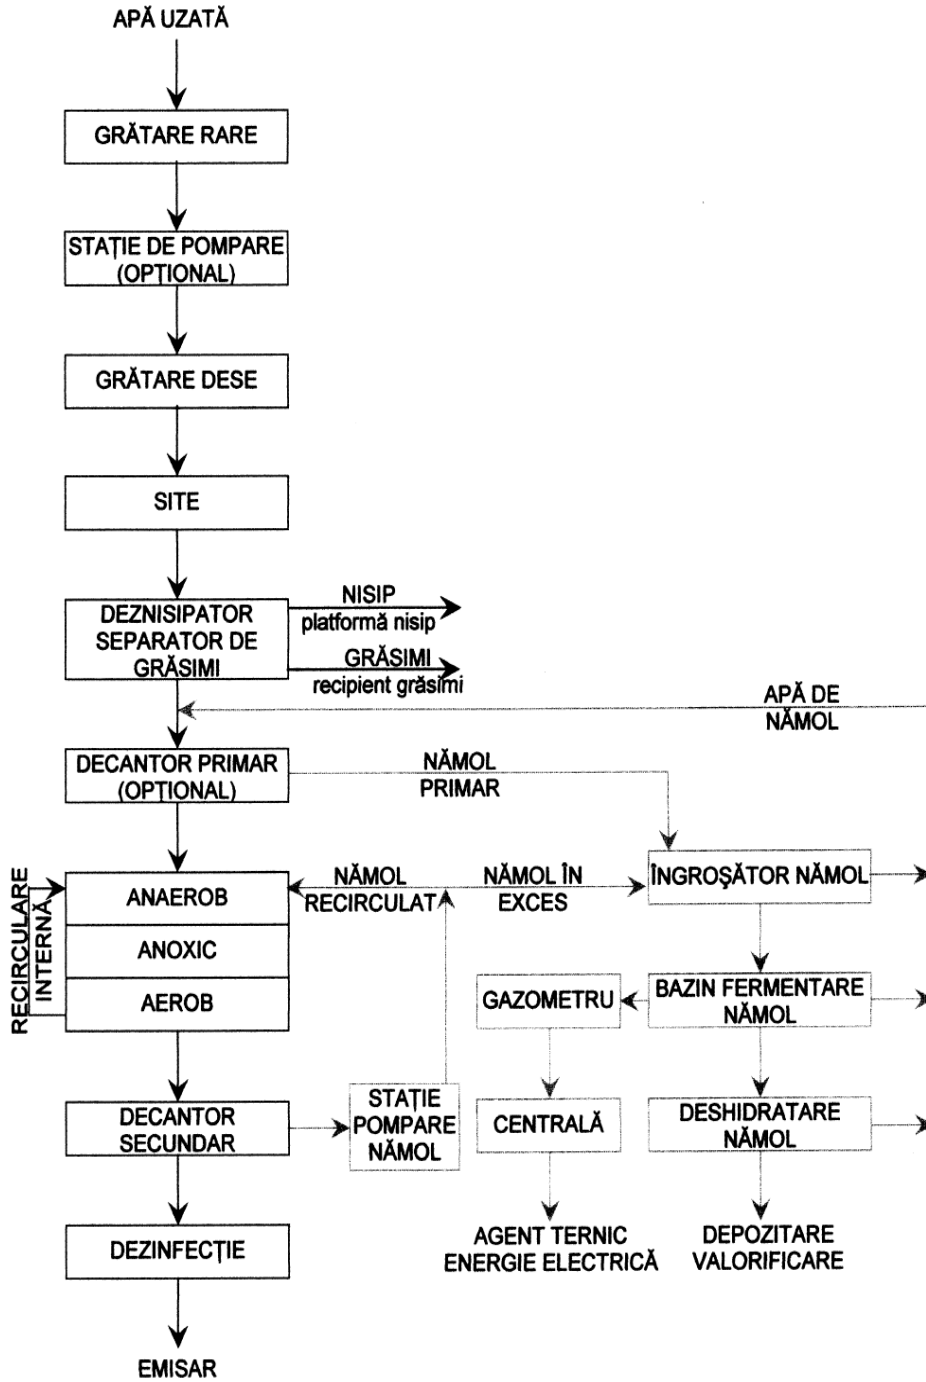 APĂ UZATĂ
GRĂTARE RARE
STAȚIE DE POMPARE
(OPȚIONAL)
GRĂTARE DESE
SITE
DEZNISIPATOR
SEPARATOR DE
GRĂSIMI
NISIP
platformă nisip
GRĂSIMI
recipient grăsimi
APĂ DE
NĂMOL
DECANTOR PRIMAR
(OPȚIONAL)
NĂMOL
PRIMAR
RECIRCULARE
INTERNĂ
ANAEROB
ANOXIC
AEROB
NĂMOL
RECIRCULAT
NĂMOL ÎN
EXCES
ÎNGROȘĂTOR NĂMOL
GAZOMETRU
BAZIN FERMENTARE
NĂMOL
DECANTOR
SECUNDAR
STAȚIE
POMPARE
NĂMOL
CENTRALĂ
DESHIDRATARE
NĂMOL
DEZINFECȚIE
AGENT TERNIC
ENERGIE ELECTRICĂ
DEPOZITARE
VALORIFICARE
EMISAR